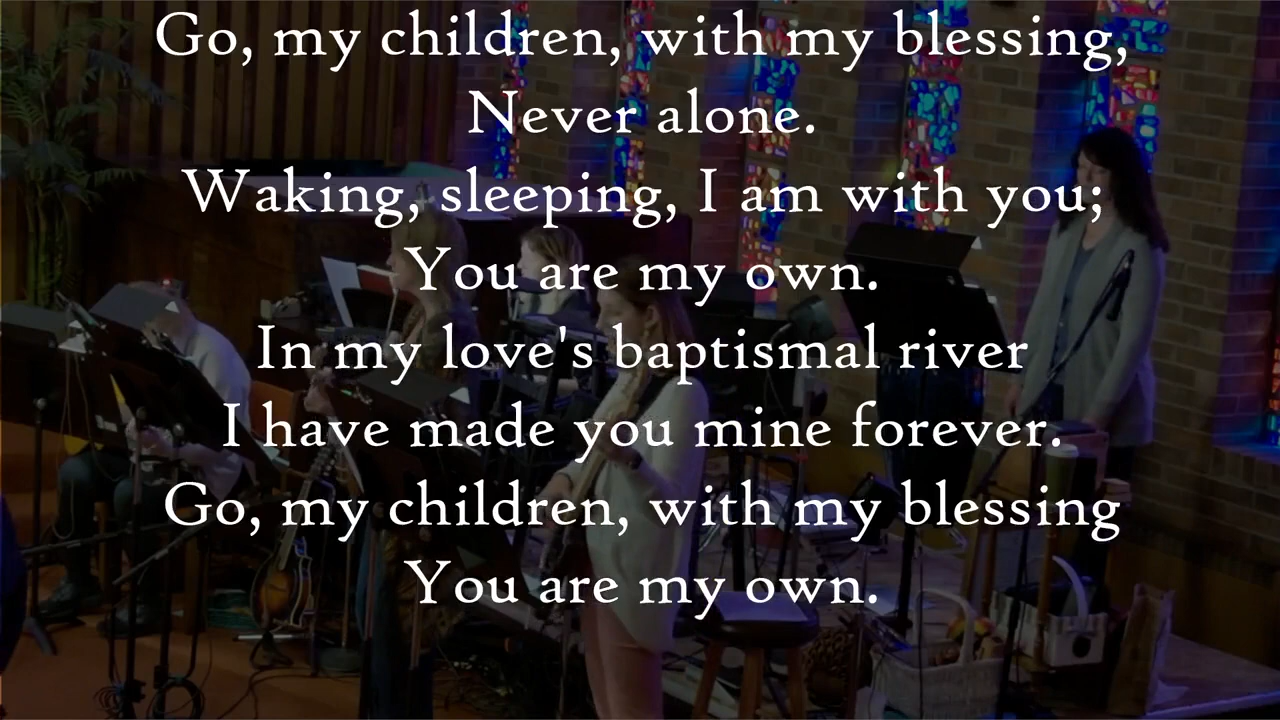 Go, my children, with my blessing,
Never alone.
Waking, sleeping, I am with you;
You are my own.
In my love's baptismal river
I have made you mine forever.
Go, my children, with my blessing
You are my own.